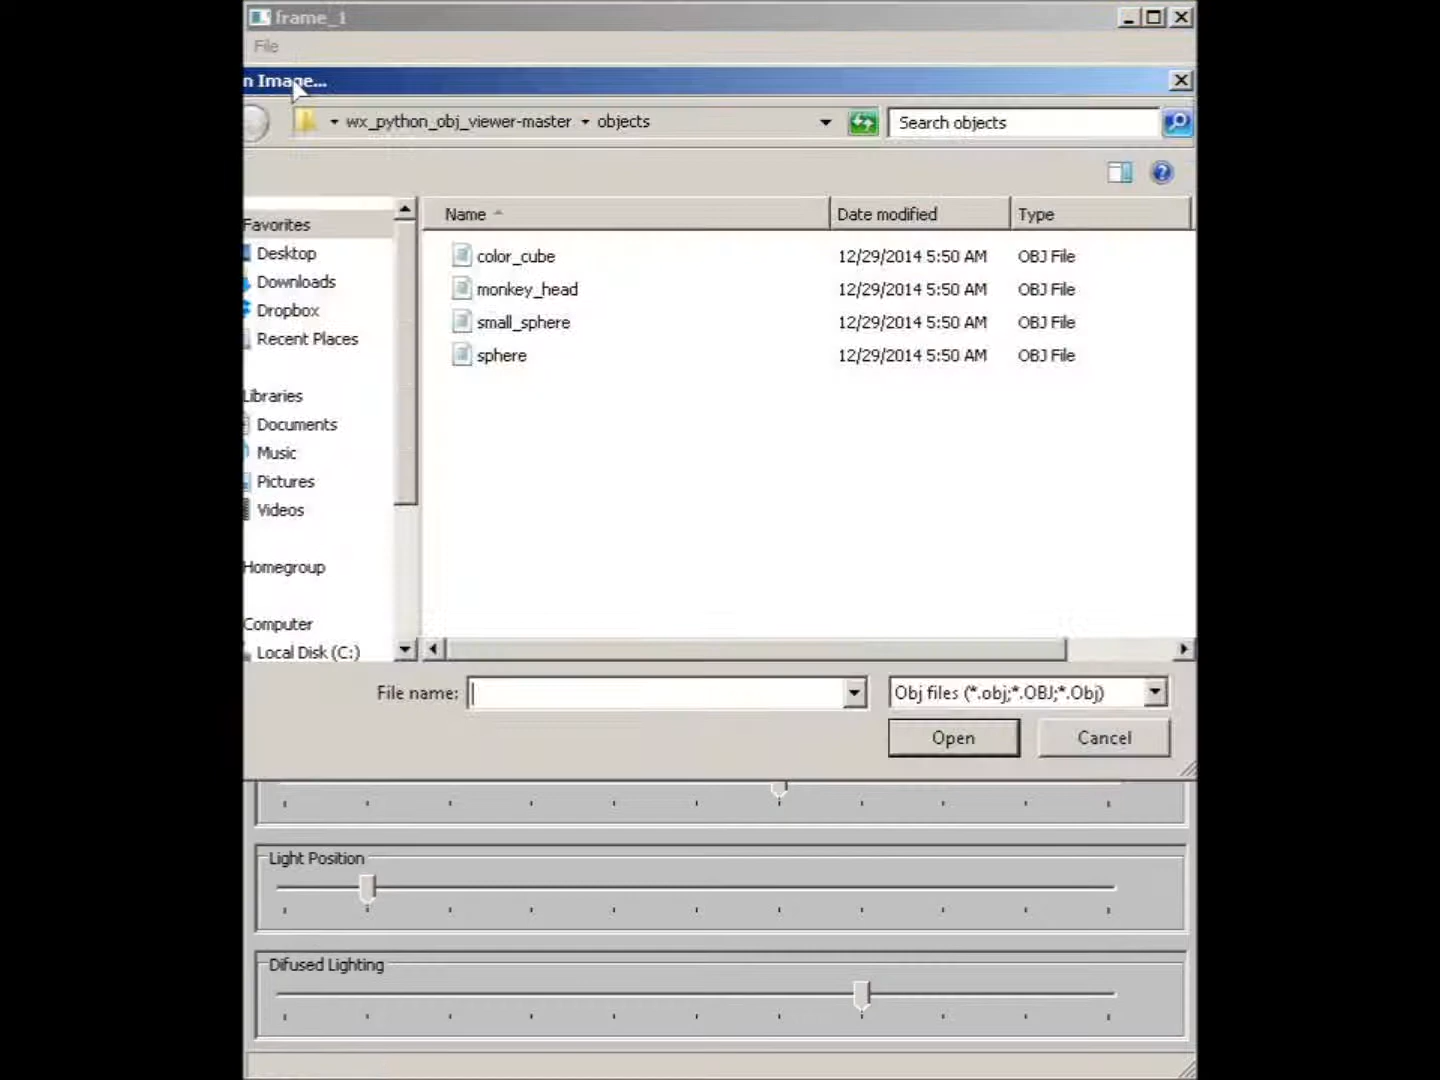 frame_1
File
n Image...
wx_python_obj_viewer-master objects
Search objects
Name Date modified Type
Favorites
Desktop
Downloads
Dropbox
Recent Places
Libraries
Documents
Music
Pictures
Videos
Homegroup
Computer
Local Disk (C:)
color_cube 12/29/2014 5:50 AM OBJ File
monkey_head 12/29/2014 5:50 AM OBJ File
small_sphere 12/29/2014 5:50 AM OBJ File
sphere 12/29/2014 5:50 AM OBJ File
File name:
Obj files (*.obj;*.OBJ;*.Obj)
Open Cancel
Light Position
Difused Lighting